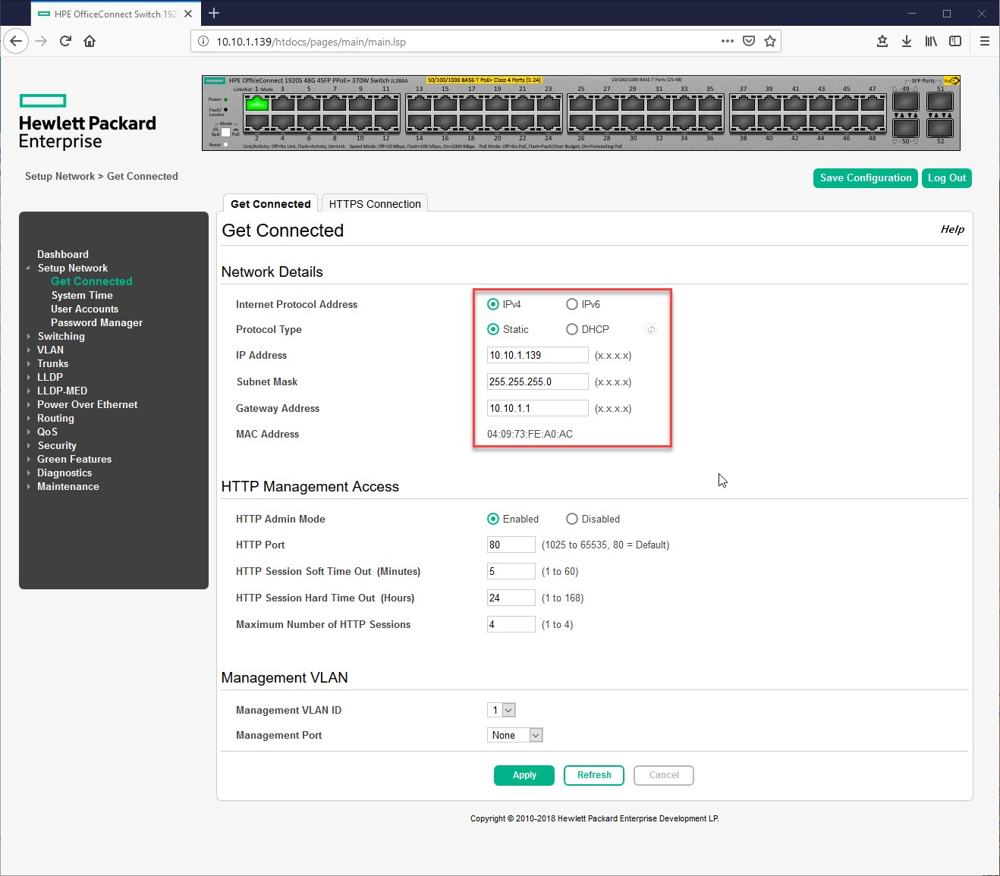 HPE OfficeConnect Switch 192
10.10.1.139/htdocs/pages/main/main.lsp
Hewlett Packard
Enterprise
HPE OfficeConnect 1920S 48G 4SFP PPoE+ 370W Switch JL386A
10/100/1000 BASE-T PoE+ Class 4 Ports (1-24)
10/100/1000 BASE-T Ports (25-48)
SFP Ports
PoE+
Link/Act 1 Mode 3 5 7 9 11 13 15 17 19 21 23 25 27 29 31 33 35 37 39 41 43 45 47 49 51
Power
Fault/
Locator
Mode
Spd PoE
Reset
2 4 6 8 10 12 14 16 18 20 22 24 26 28 30 32 34 36 38 40 42 44 46 48 50 52
Link/Activity: Off=No Link, Flash=Activity, On=Link Speed Mode: Off=10 Mbps, Flash=100 Mbps, On=1000 Mbps PoE Mode: Off=No PoE, Flash=Fault/Over Budget, On=Forwarding PoE
Setup Network > Get Connected
Save Configuration
Log Out
Get Connected
HTTPS Connection
Dashboard
Setup Network
Get Connected
System Time
User Accounts
Password Manager
Switching
VLAN
Trunks
LLDP
LLDP-MED
Power Over Ethernet
Routing
QoS
Security
Green Features
Diagnostics
Maintenance
Get Connected
Help
Network Details
Internet Protocol Address IPv4 IPv6
Protocol Type Static DHCP
IP Address 10.10.1.139 (x.x.x.x)
Subnet Mask 255.255.255.0 (x.x.x.x)
Gateway Address 10.10.1.1 (x.x.x.x)
MAC Address 04:09:73:FE:A0:AC
HTTP Management Access
HTTP Admin Mode Enabled Disabled
HTTP Port 80 (1025 to 65535, 80 = Default)
HTTP Session Soft Time Out (Minutes) 5 (1 to 60)
HTTP Session Hard Time Out (Hours) 24 (1 to 168)
Maximum Number of HTTP Sessions 4 (1 to 4)
Management VLAN
Management VLAN ID 1
Management Port None
Apply
Refresh
Cancel
Copyright © 2010-2018 Hewlett Packard Enterprise Development LP.